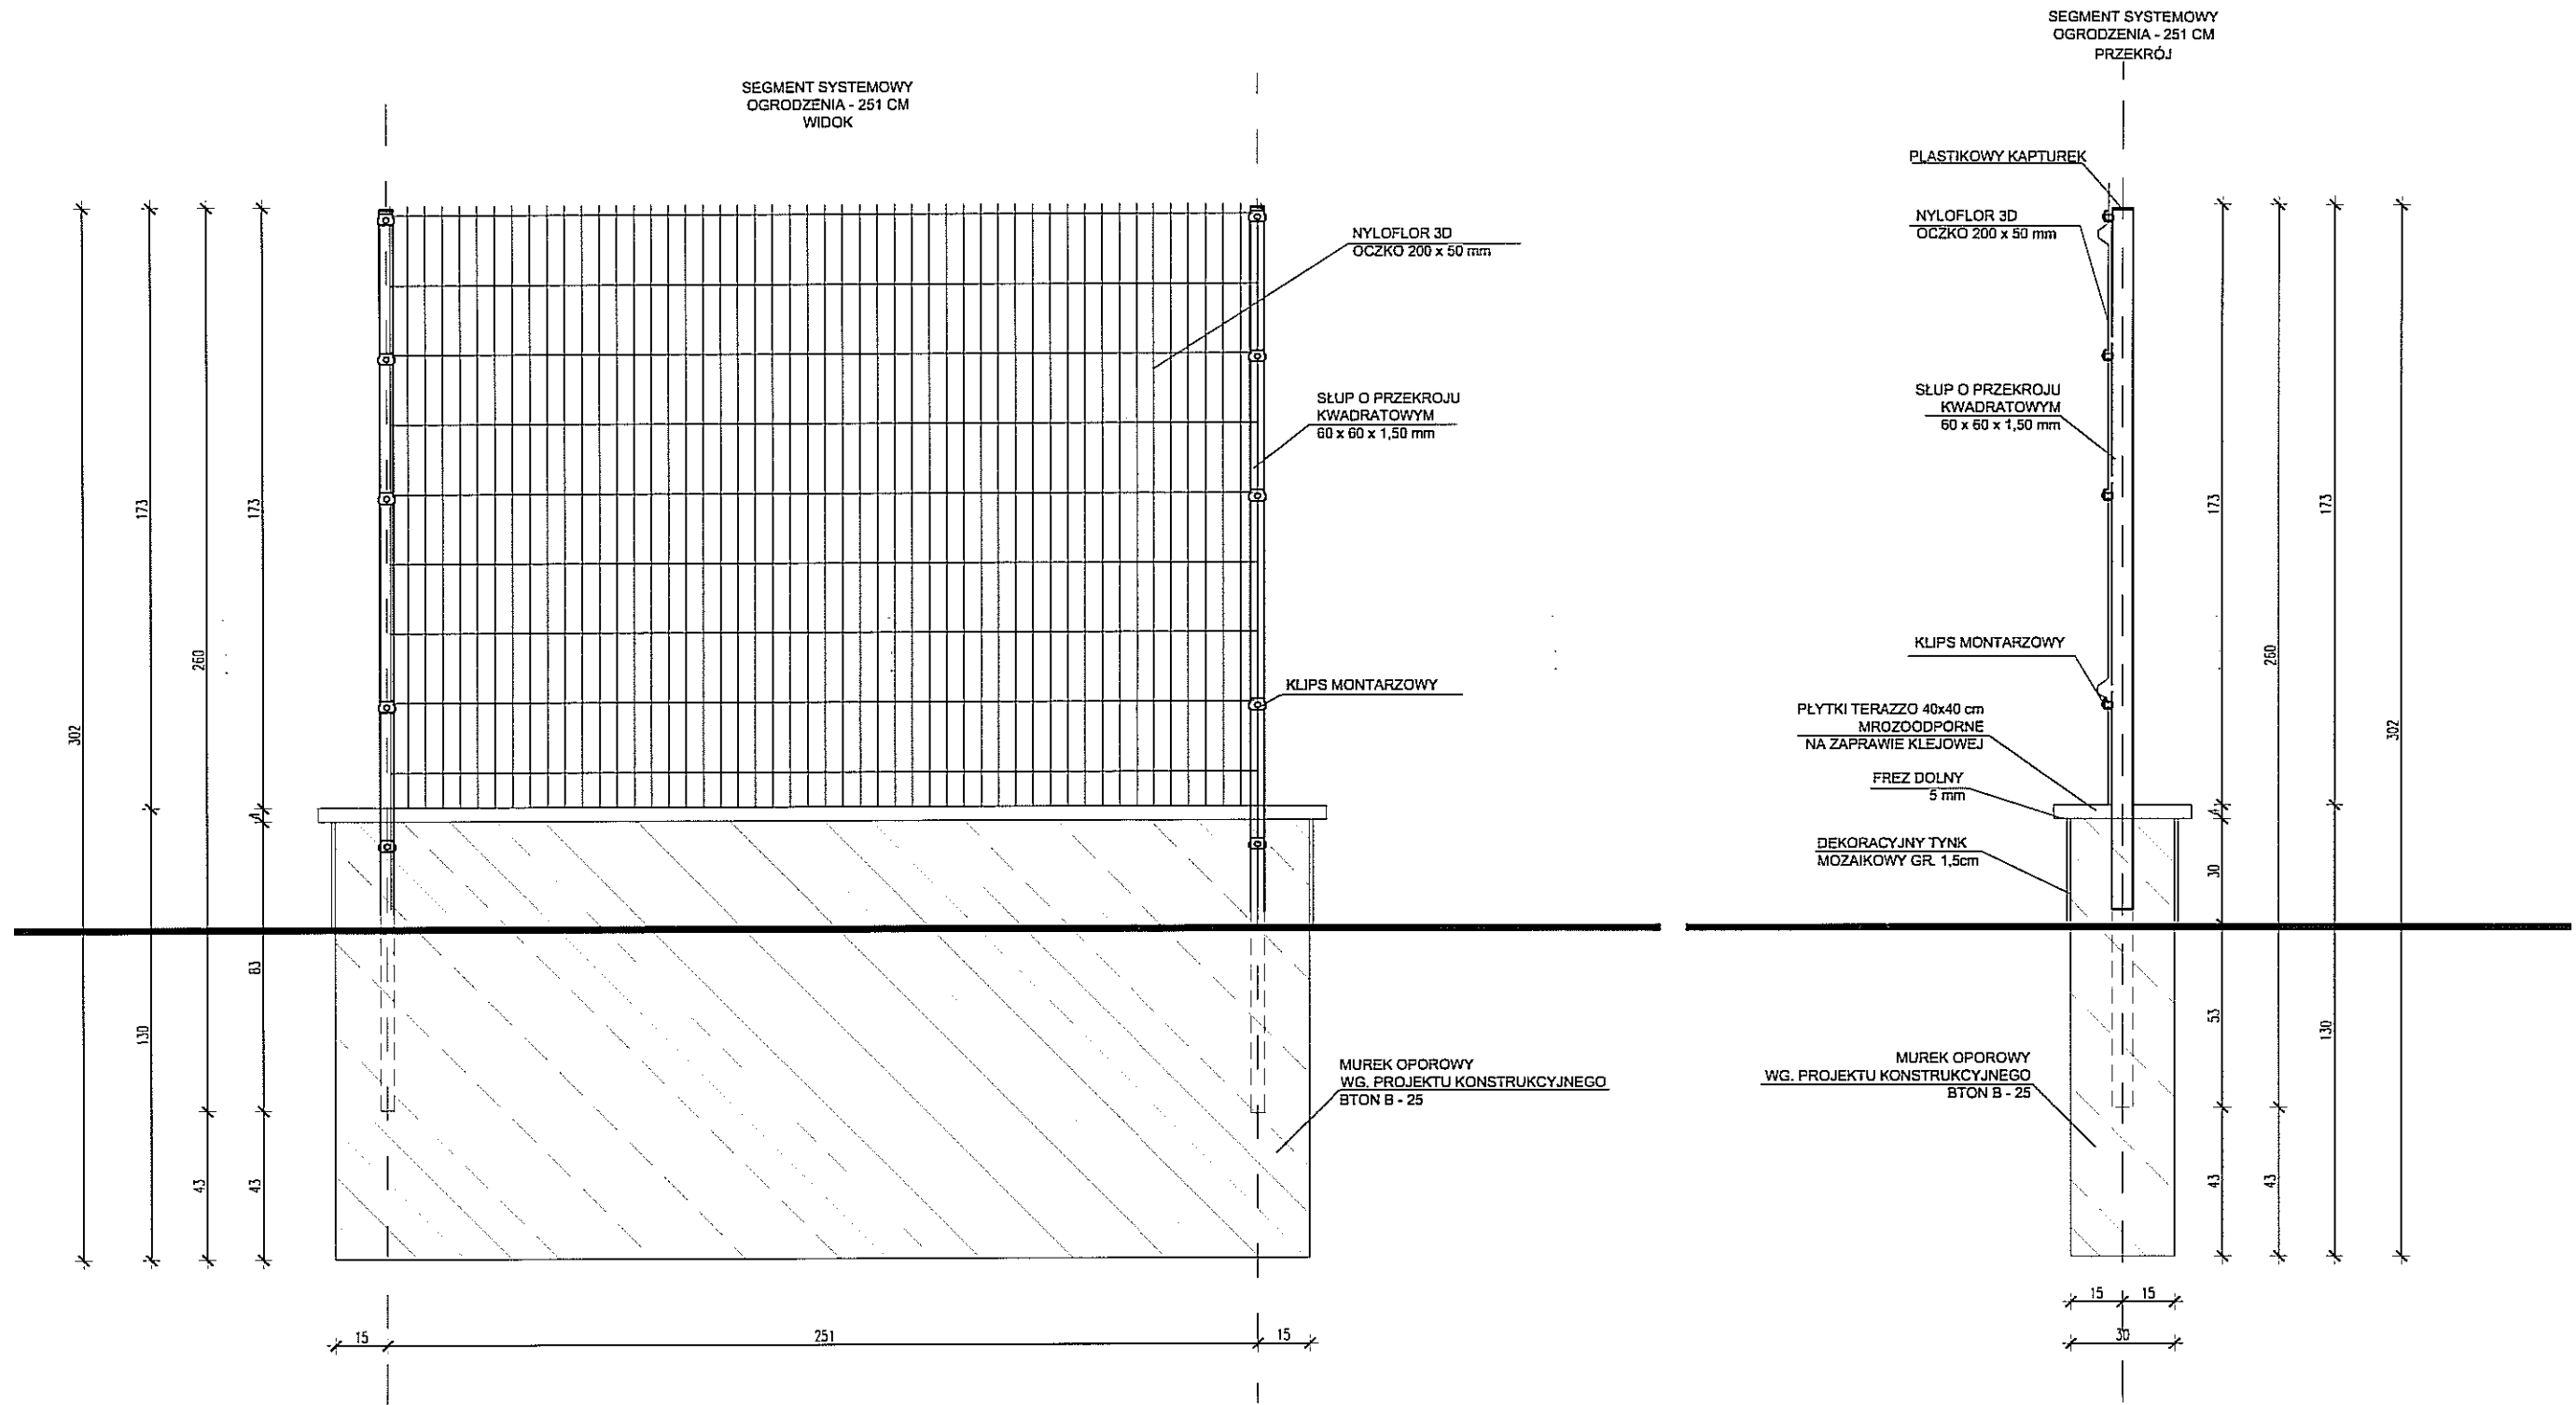 SEGMENT SYSTEMOWY
OGRODZENIA - 251 CM
WIDOK
NYLOFLOR 3D
OCZKO 200 x 50 mm
SŁUP O PRZEKROJU
KWADRATOWYM
60 x 60 x 1,50 mm
KLIPS MONTARZOWY
MUREK OPOROWY
WG. PROJEKTU KONSTRUKCYJNEGO
BTON B - 25
302
173
130
260
43
173
4
83
43
15
251
15
SEGMENT SYSTEMOWY
OGRODZENIA - 251 CM
PRZEKRÓJ
PLASTIKOWY KAPTUREK
NYLOFLOR 3D
OCZKO 200 x 50 mm
SŁUP O PRZEKROJU
KWADRATOWYM
60 x 60 x 1,50 mm
KLIPS MONTARZOWY
PŁYTKI TERAZZO 40x40 cm
MROZOODPORNE
NA ZAPRAWIE KLEJOWEJ
FREZ DOLNY
5 mm
DEKORACYJNY TYNK
MOZAIKOWY GR. 1,5cm
MUREK OPOROWY
WG. PROJEKTU KONSTRUKCYJNEGO
BTON B - 25
173
4
30
53
43
260
43
173
130
302
15
15
30